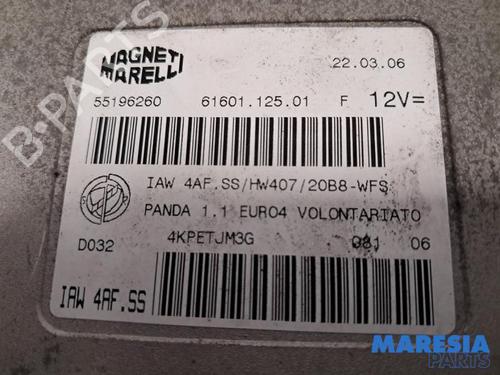 MAGNETI
MARELLI
22.03.06
55196260 61601.125.01 F 12V=
IAW 4AF.SS/HW407/20B8-WFS
PANDA 1.1 EURO4 VOLONTARIATO
D032 4KPETJM3G 081 06
IAW 4AF.SS
B-PARTS
MARESIA
PARTS